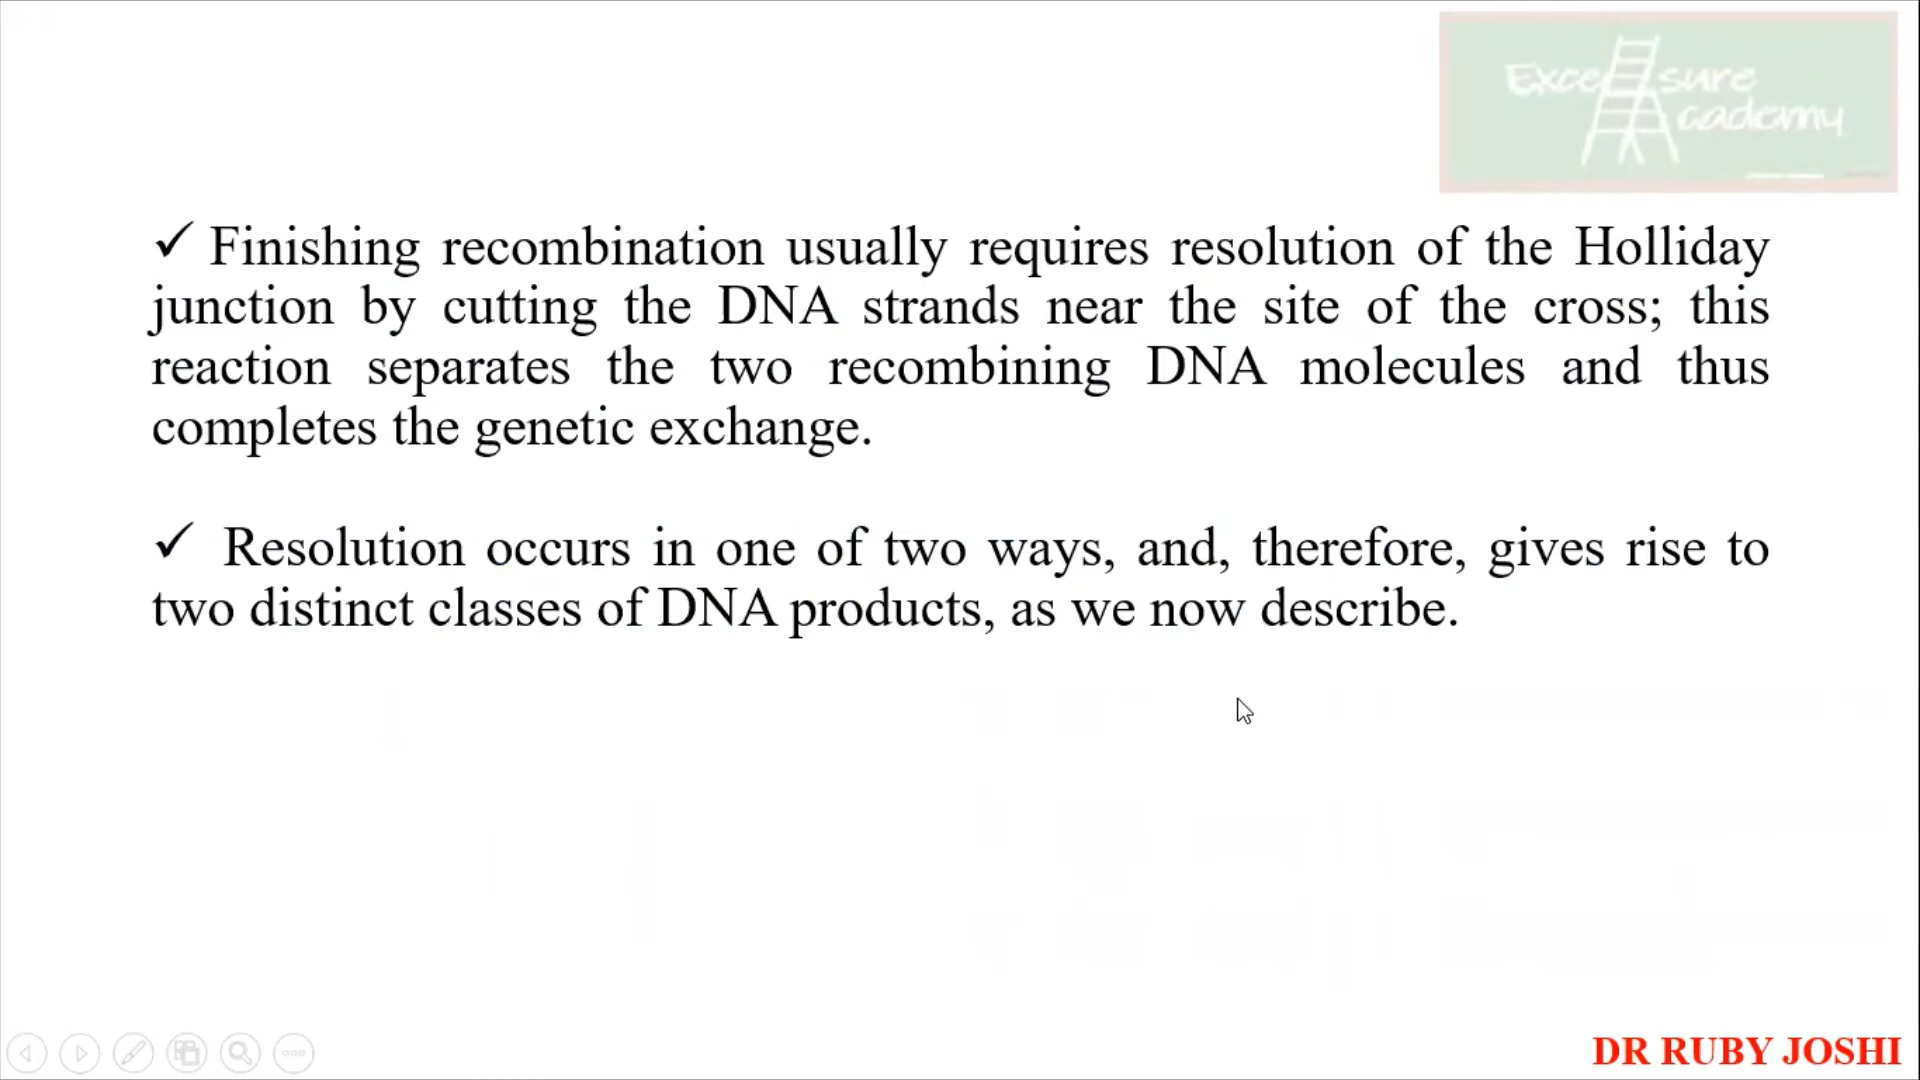 Excel sure
Academy
✓ Finishing recombination usually requires resolution of the Holliday
junction by cutting the DNA strands near the site of the cross; this
reaction separates the two recombining DNA molecules and thus
completes the genetic exchange.
✓ Resolution occurs in one of two ways, and, therefore, gives rise to
two distinct classes of DNA products, as we now describe.
DR RUBY JOSHI